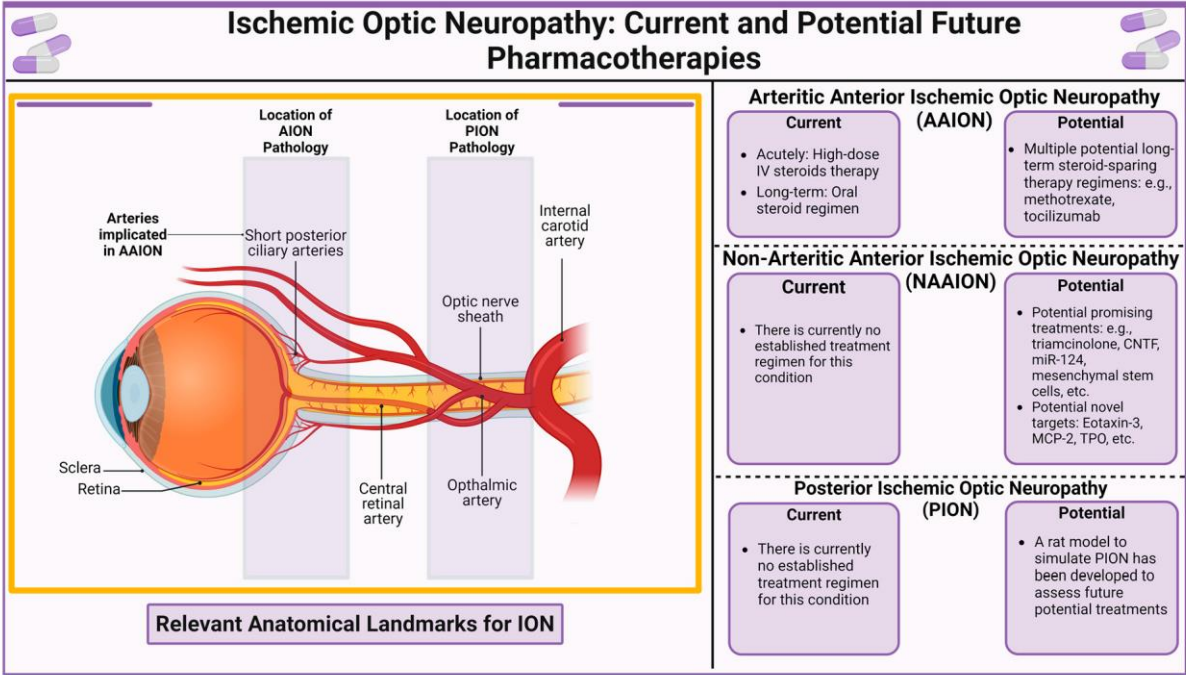 Ischemic Optic Neuropathy: Current and Potential Future
Pharmacotherapies
Location of
AION
Pathology
Location of
PION
Pathology
Arteries
implicated
in AAION
Short posterior
ciliary arteries
Internal
carotid
artery
Optic nerve
sheath
Sclera
Retina
Central
retinal
artery
Opthalmic
artery
Relevant Anatomical Landmarks for ION
Arteritic Anterior Ischemic Optic Neuropathy
(AAION)
Current
• Acutely: High-dose
IV steroids therapy
• Long-term: Oral
steroid regimen
Potential
• Multiple potential long-
term steroid-sparing
therapy regimens: e.g.,
methotrexate,
tocilizumab
Non-Arteritic Anterior Ischemic Optic Neuropathy
(NAAION)
Current
• There is currently no
established treatment
regimen for this
condition
Potential
• Potential promising
treatments: e.g.,
triamcinolone, CNTF,
miR-124,
mesenchymal stem
cells, etc.
• Potential novel
targets: Eotaxin-3,
MCP-2, TPO, etc.
Posterior Ischemic Optic Neuropathy
(PION)
Current
• There is currently
no established
treatment regimen
for this condition
Potential
• A rat model to
simulate PION has
been developed to
assess future
potential treatments